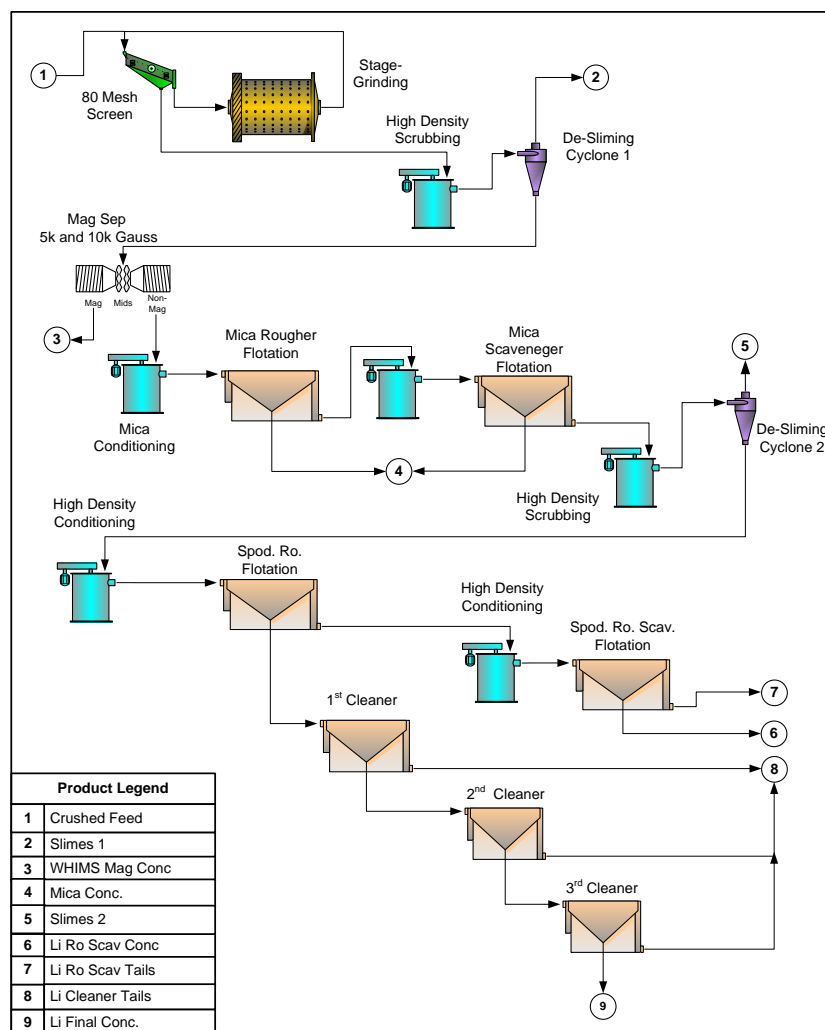 1
80 Mesh
Screen
Stage-
Grinding
High Density
Scrubbing
2
De-Sliming
Cyclone 1
Mag Sep
5k and 10k Gauss
Mag
Mids
Non-
Mag
3
Mica
Conditioning
Mica Rougher
Flotation
Mica
Scaveneger
Flotation
4
5
De-Sliming
Cyclone 2
High Density
Scrubbing
High Density
Conditioning
Spod. Ro.
Flotation
High Density
Conditioning
Spod. Ro. Scav.
Flotation
7
6
1st Cleaner
8
2nd Cleaner
3rd Cleaner
9
Product Legend
1 Crushed Feed
2 Slimes 1
3 WHIMS Mag Conc
4 Mica Conc.
5 Slimes 2
6 Li Ro Scav Conc
7 Li Ro Scav Tails
8 Li Cleaner Tails
9 Li Final Conc.